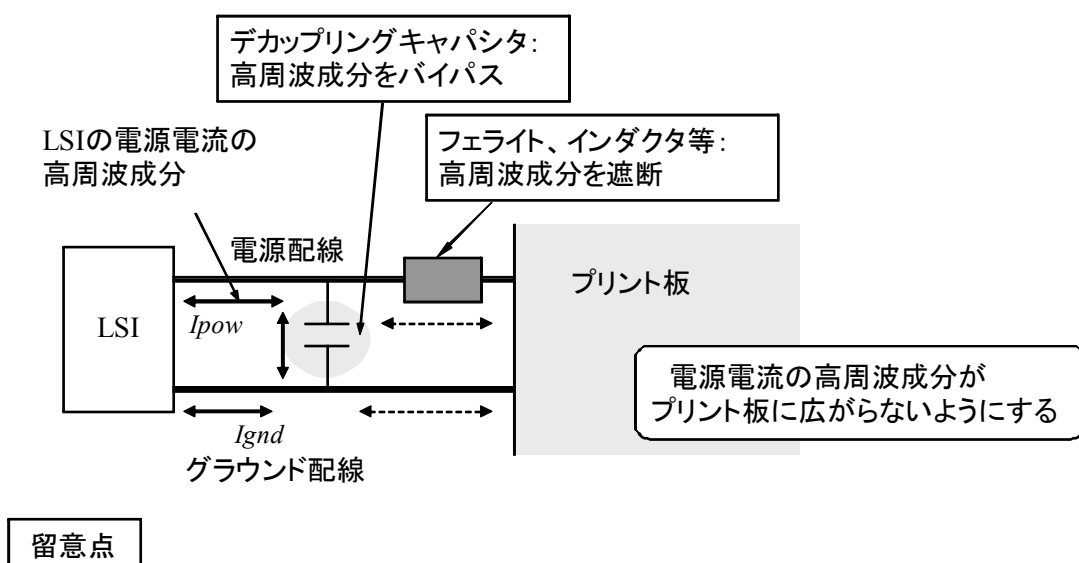 デカップリングキャパシタ:
高周波成分をバイパス
LSIの電源電流の
高周波成分
フェライト、インダクタ等:
高周波成分を遮断
電源配線
プリント板
LSI
Ipow
電源電流の高周波成分が
プリント板に広がらないようにする
Ignd
グラウンド配線
留意点